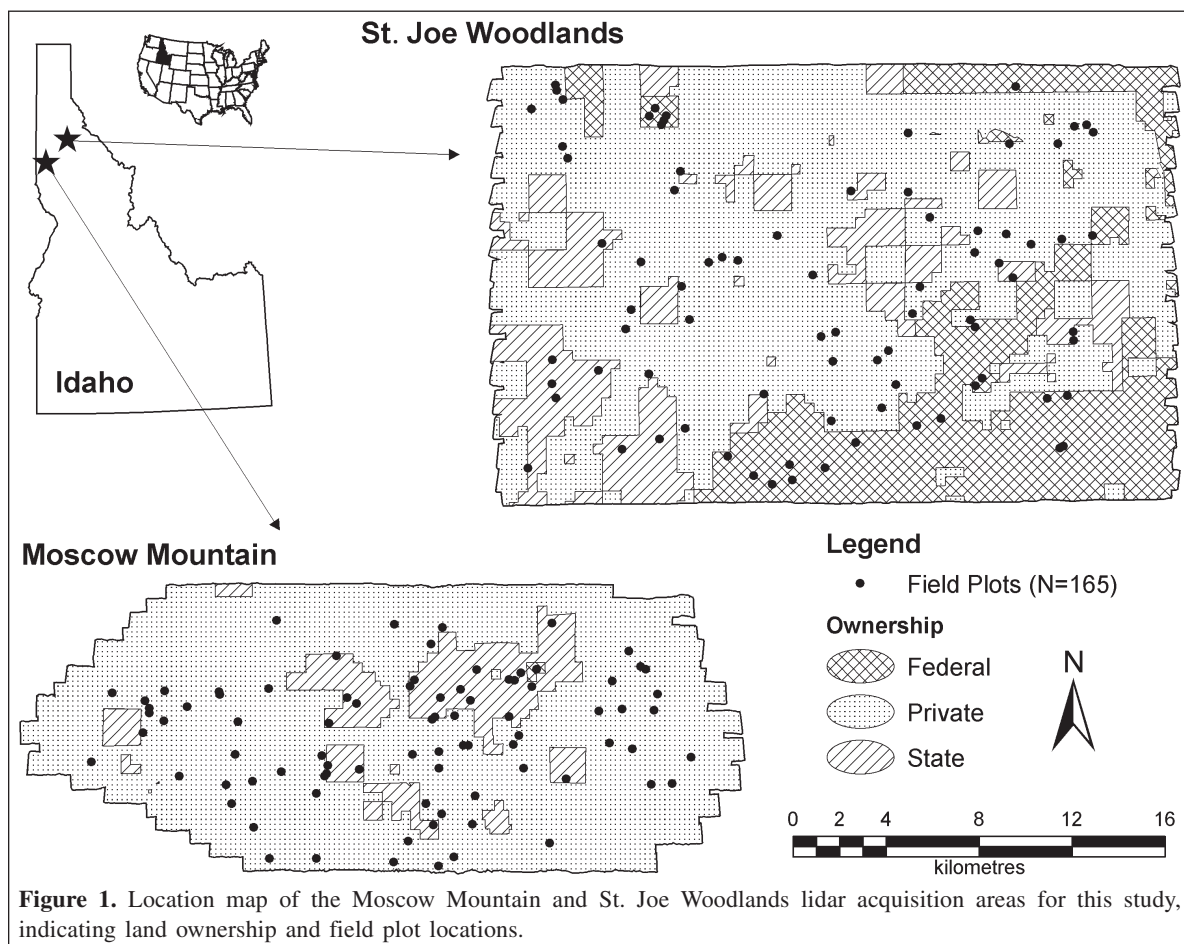 St. Joe Woodlands
Idaho
Moscow Mountain
Legend
Field Plots (N=165)
Ownership
Federal
Private
State
N
0 2 4 8 12 16
kilometres
Figure 1. Location map of the Moscow Mountain and St. Joe Woodlands lidar acquisition areas for this study,
indicating land ownership and field plot locations.